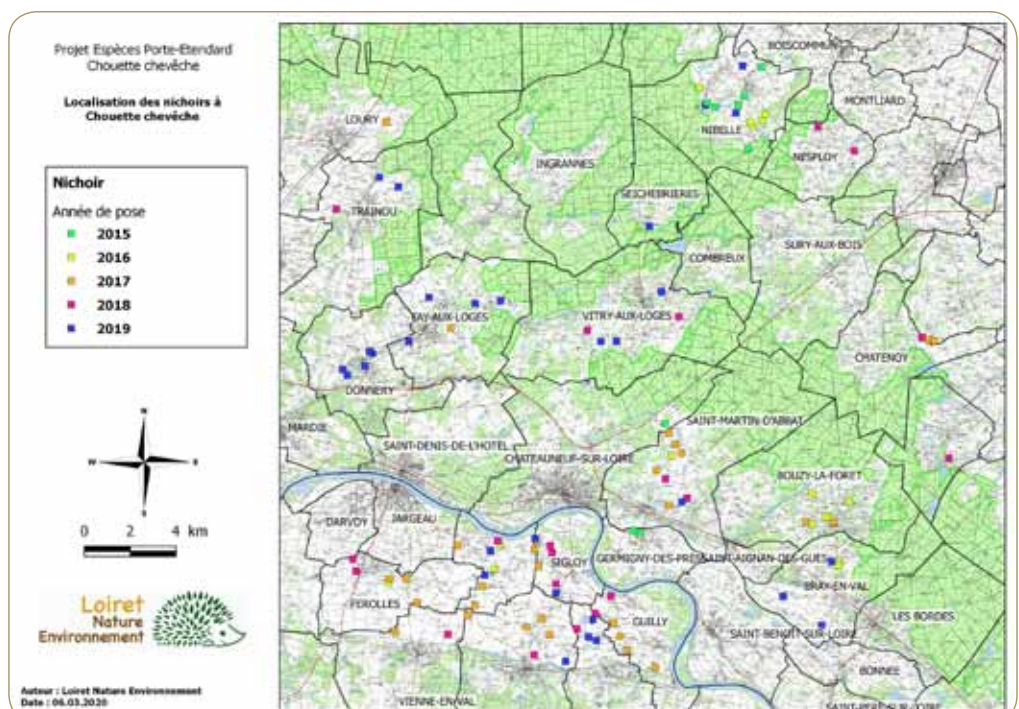 Projet Espèces Porte-Etendard
Chouette chevêche
Localisation des nichoirs à
Chouette chevêche
Nichoir
Année de pose
2015
2016
2017
2018
2019
N
W
E
S
0 2 4 km
Loiret
Nature
Environnement
Auteur : Loiret Nature Environnement
Date : 06.03.2020
BOISCOMMUN
MONTLIARD
LOURY
NIBELLE
NESPLOY
INGRANNES
SEICHEBRIERES
TRAINOU
SURY-AUX-BOIS
COMBREUX
FAY-AUX-LOGES
VITRY-AUX-LOGES
CHATENOY
DONNERY
SAINT-MARTIN-D'ABBAT
MARDIE
SAINT-DENIS-DE-L'HOTEL
CHATEAUNEUF-SUR-LOIRE
BOUZY-LA-FORET
DARVOY
JARGEAU
SIGLOY
GERMIGNY-DES-PRES
SAINT-AIGNAN-DES-GUES
BRAY-EN-VAL
FEROLLES
LES BORDES
GUILLY
SAINT-BENOIT-SUR-LOIRE
BONNEE
VIENNE-EN-VAL
SAINT-PERE-SUR-LOIRE